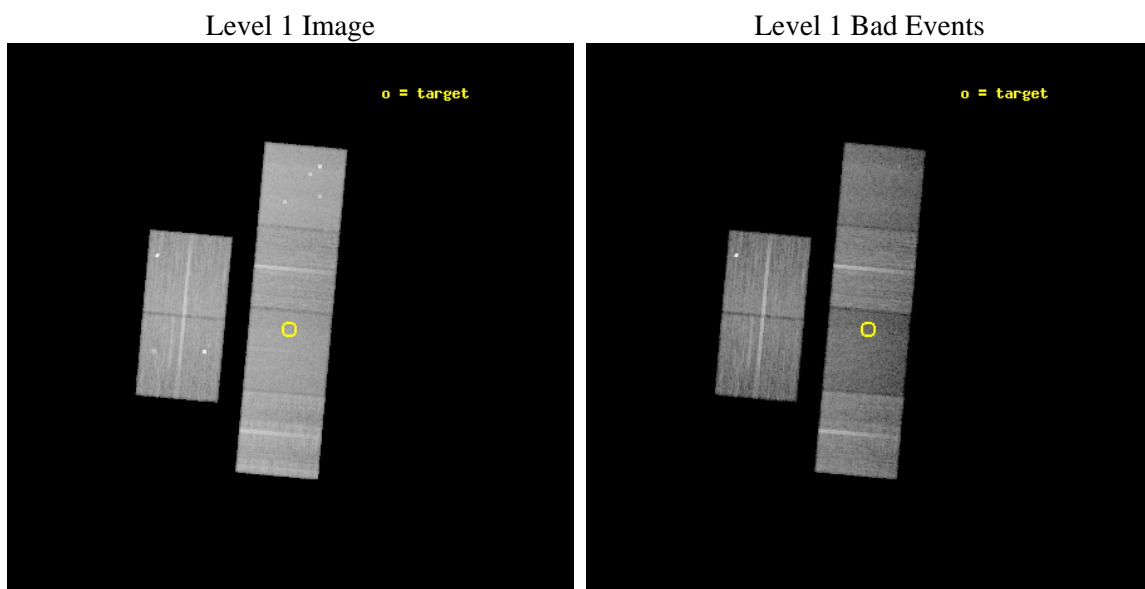 Level 1 Image
Level 1 Bad Events
o = target
o = target